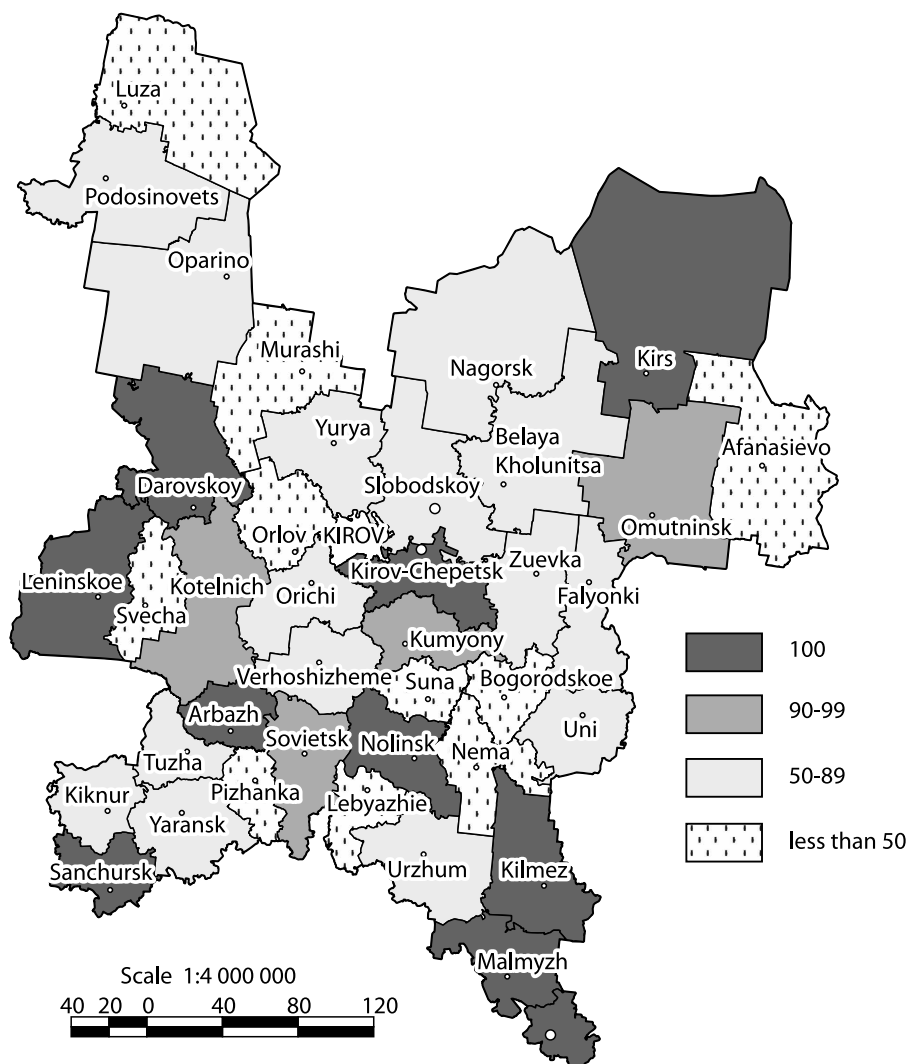 Luza
Podosinovets
Oparino
Murashi
Nagorsk
Kirs
Yurya
Belaya
Kholunitsa
Afanasievo
Darovskoy
Slobodskoy
Omutninsk
Orlov
KIROV
Zuevka
Kirov-Chepetsk
Leninskoe
Kotelnich
Orichi
Falyonki
Svecha
Kumyony
100
Verhoshizheme
Suna
Bogorodskoe
90-99
Arbazh
Sovietsk
Nolinsk
Nema
Uni
Tuzha
50-89
Kiknur
Pizhanka
Lebyazhie
Yaransk
less than 50
Sanchursk
Urzhum
Kilmez
Malmyzh
Scale 1:4 000 000
40 20 0 40 80 120